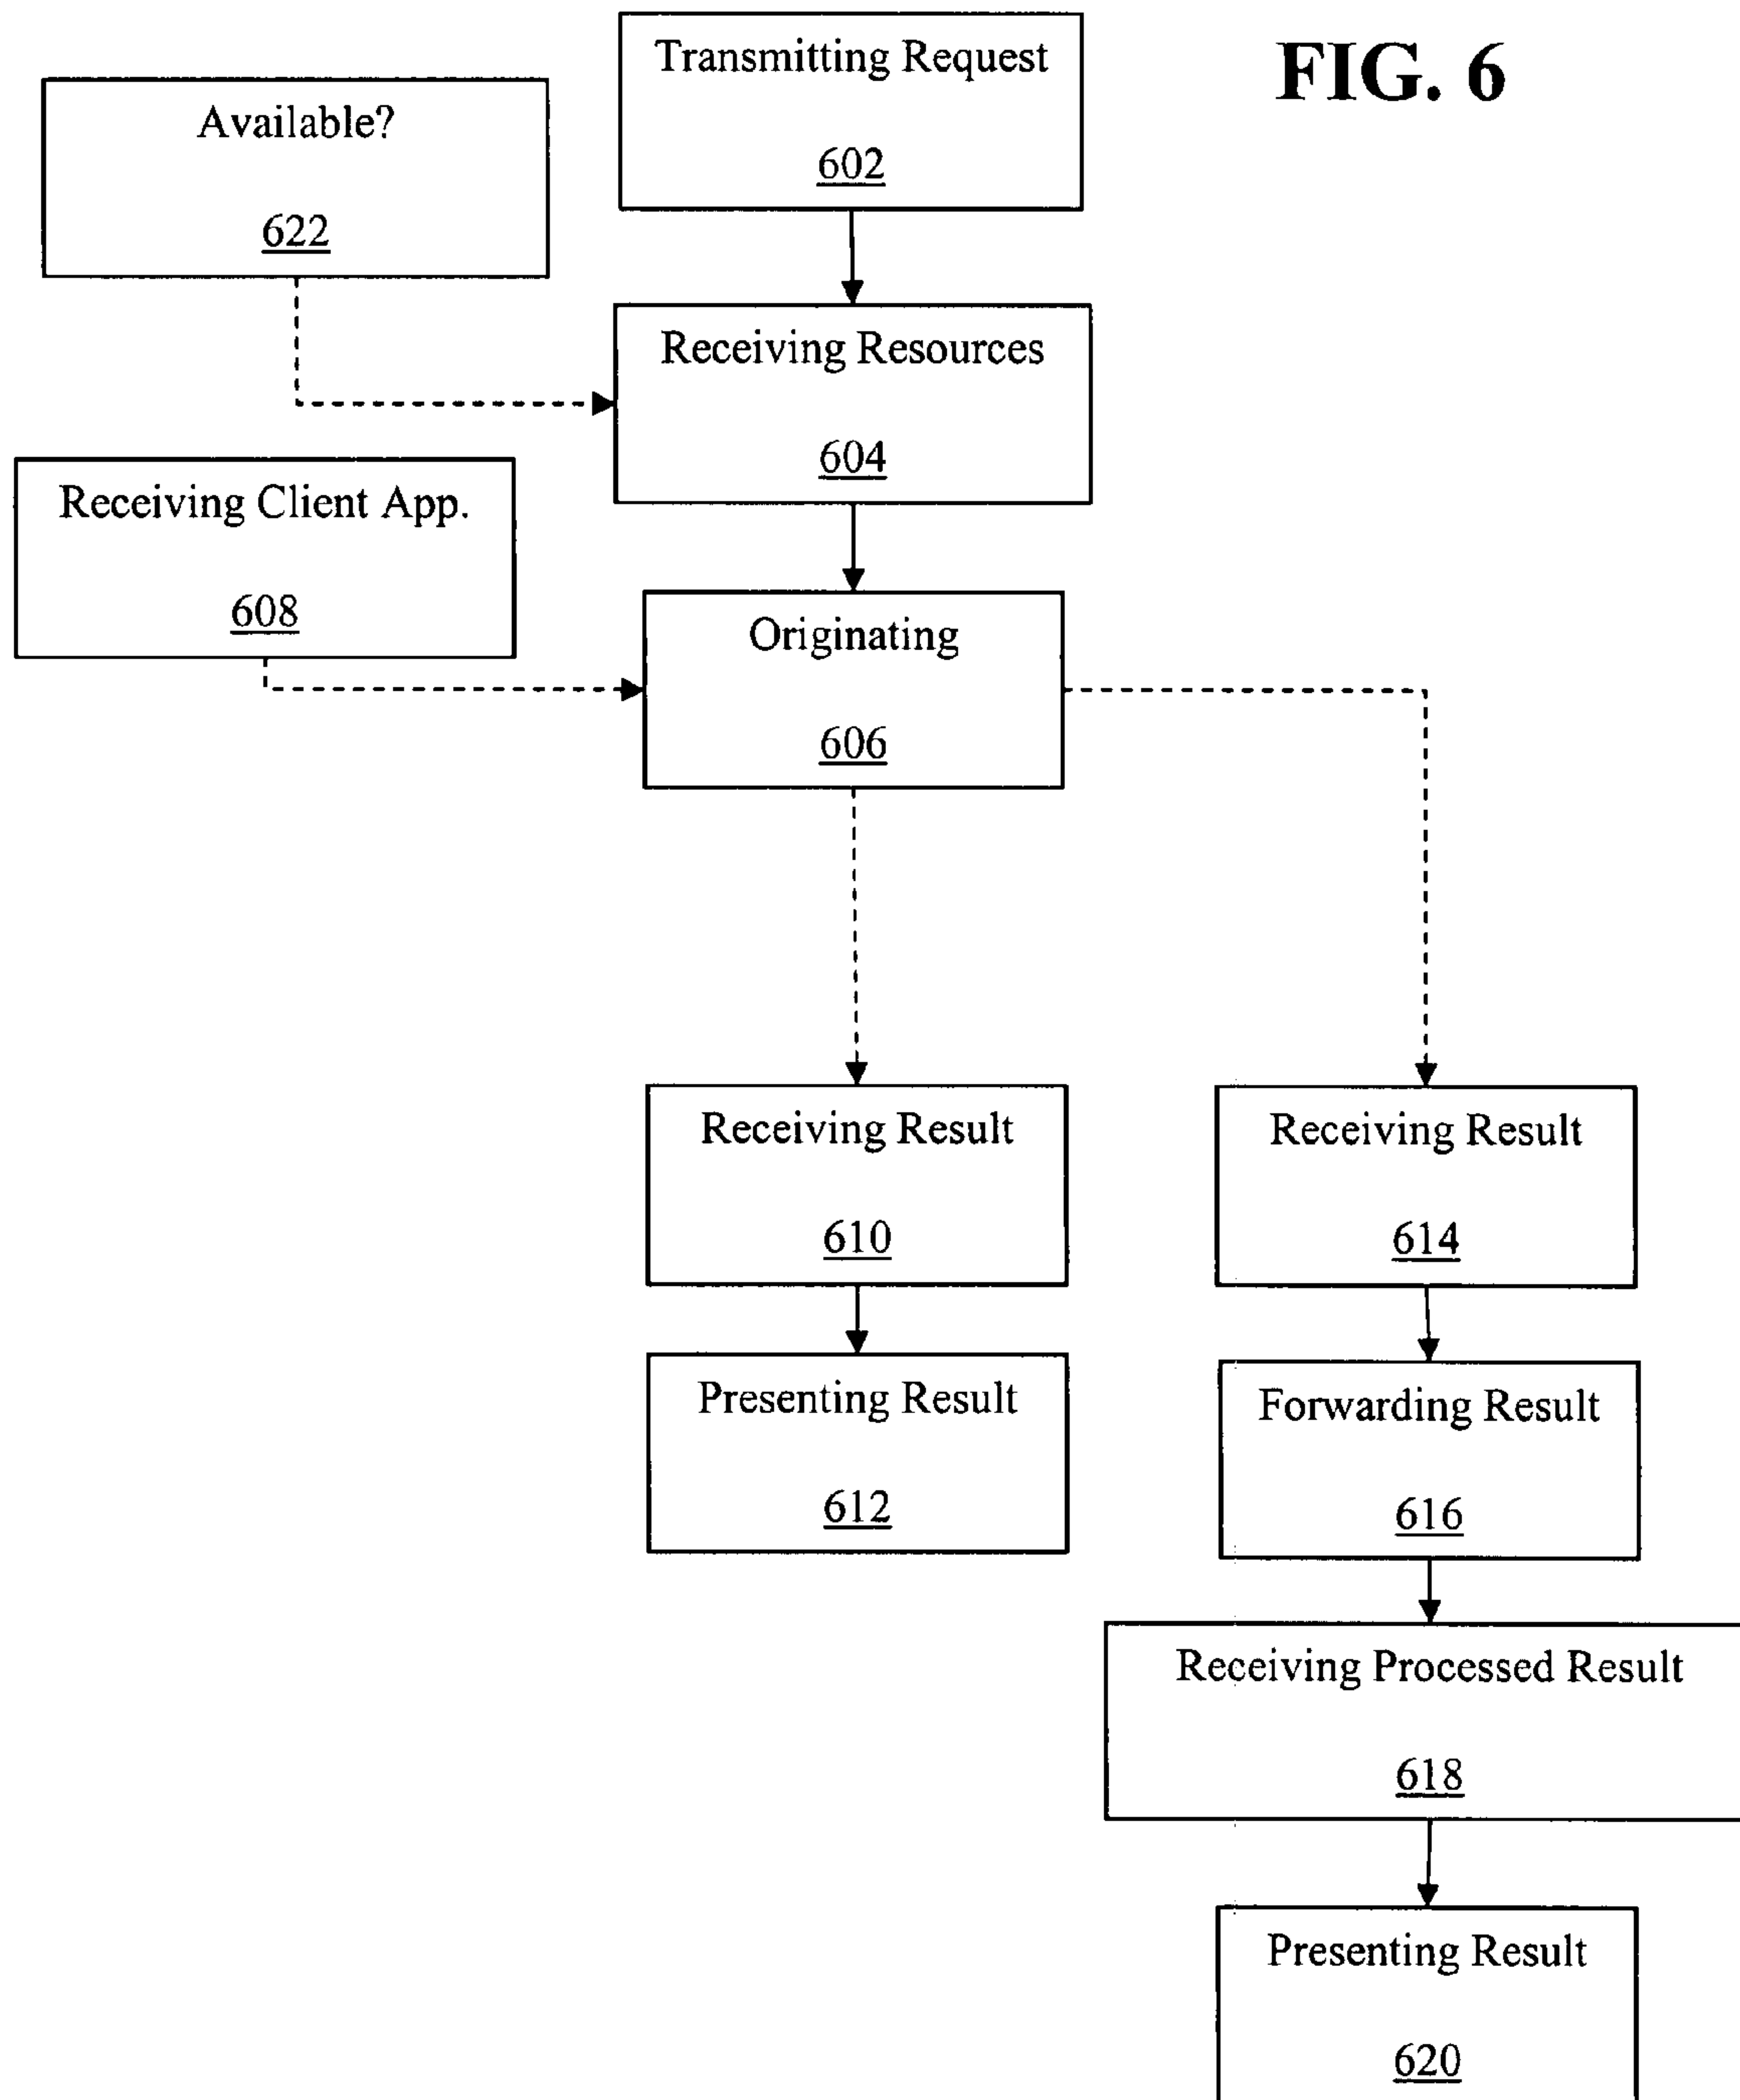 FIG. 6
Transmitting Request
602
Available?
622
Receiving Resources
604
Receiving Client App.
608
Originating
606
Receiving Result
610
Receiving Result
614
Presenting Result
612
Forwarding Result
616
Receiving Processed Result
618
Presenting Result
620